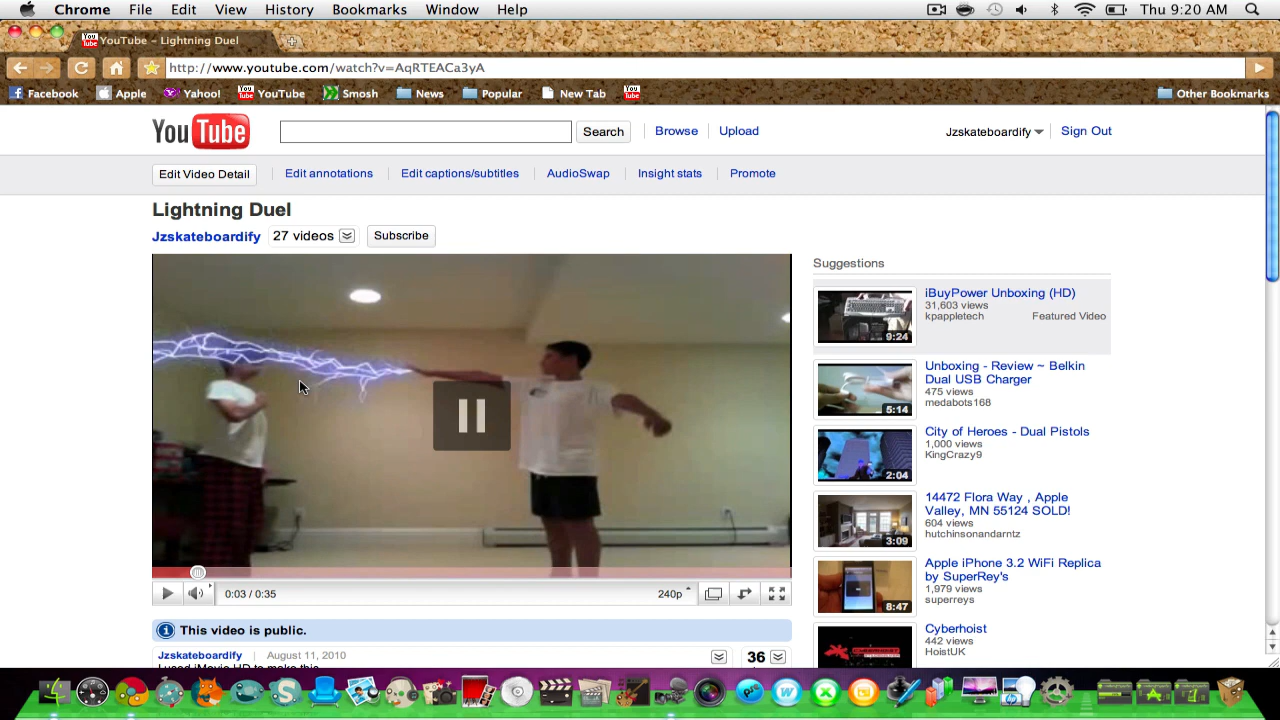 Chrome File Edit View History Bookmarks Window Help Thu 9:20 AM
YouTube - Lightning Duel
http://www.youtube.com/watch?v=AqRTEACa3yA
Facebook Apple Yahoo! YouTube Smosh News Popular New Tab Other Bookmarks
YouTube Search Browse Upload Jzskateboardify Sign Out
Edit Video Detail Edit annotations Edit captions/subtitles AudioSwap Insight stats Promote
Lightning Duel
Jzskateboardify 27 videos Subscribe
0:03 / 0:35 240p
This video is public.
Jzskateboardify August 11, 2010 36
I used iMovie HD to make this
Suggestions
iBuyPower Unboxing (HD)
31,603 views
kpappletech Featured Video
9:24
Unboxing - Review ~ Belkin
Dual USB Charger
475 views
medabots168
5:14
City of Heroes - Dual Pistols
1,000 views
KingCrazy9
2:04
14472 Flora Way , Apple
Valley, MN 55124 SOLD!
604 views
hutchinsonandarntz
3:09
Apple iPhone 3.2 WiFi Replica
by SuperRey's
1,979 views
superreys
8:47
Cyberhoist
442 views
HoistUK